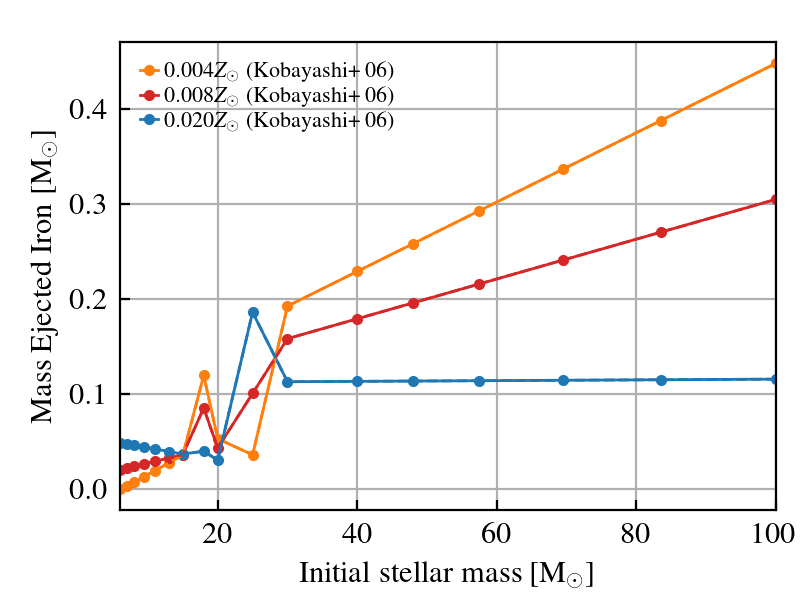 0.004Z☉ (Kobayashi+ 06)
0.008Z☉ (Kobayashi+ 06)
0.020Z☉ (Kobayashi+ 06)
Mass Ejected Iron [M☉]
0.4
0.3
0.2
0.1
0.0
20 40 60 80 100
Initial stellar mass [M☉]